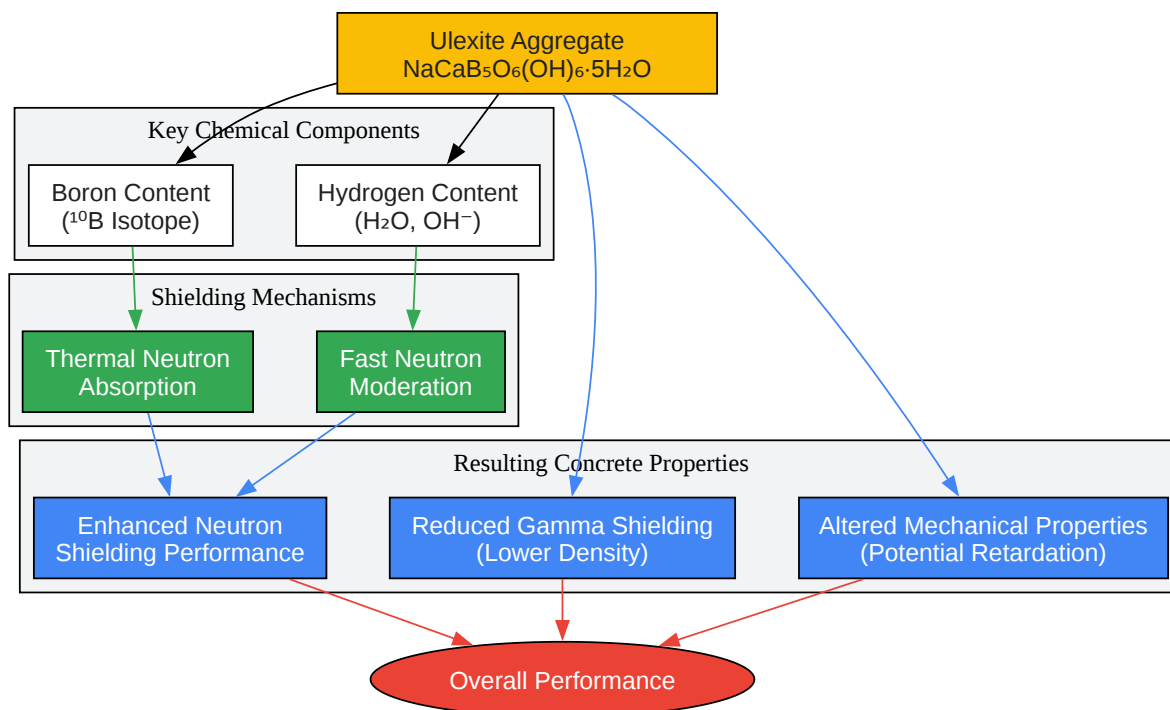 Ulexite Aggregate
NaCaB₅O₆(OH)₆·5H₂O
Key Chemical Components
Boron Content
(¹⁰B Isotope)
Hydrogen Content
(H₂O, OH⁻)
Shielding Mechanisms
Thermal Neutron
Absorption
Fast Neutron
Moderation
Resulting Concrete Properties
Enhanced Neutron
Shielding Performance
Reduced Gamma Shielding
(Lower Density)
Altered Mechanical Properties
(Potential Retardation)
Overall Performance